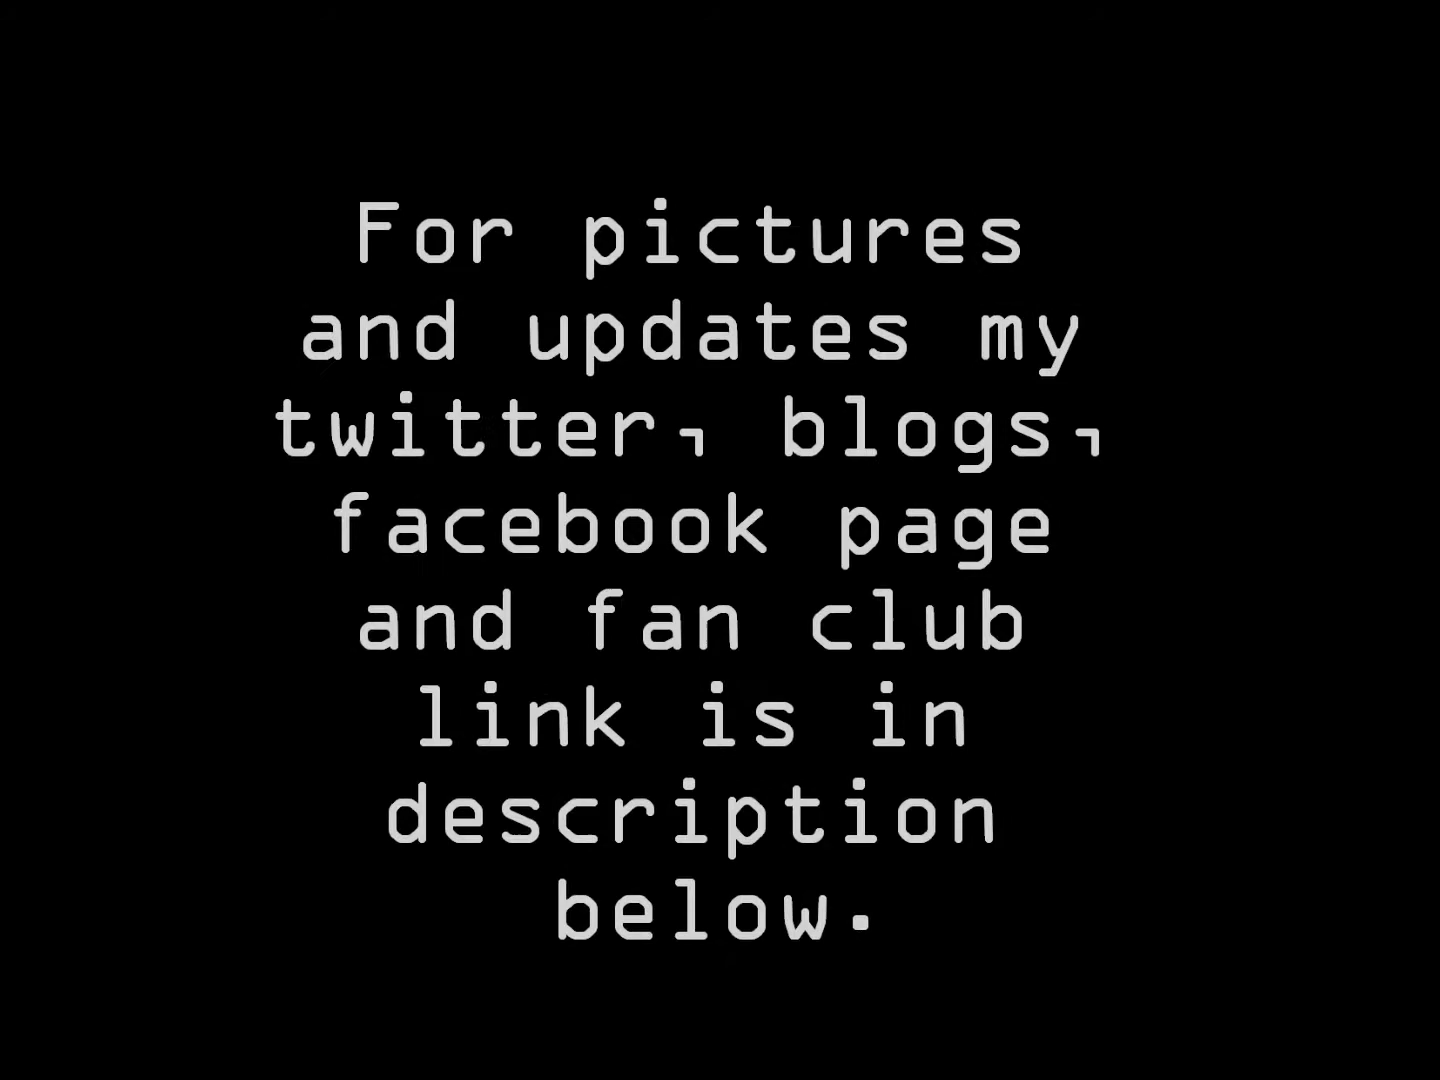 For pictures
and updates my
twitter, blogs,
facebook page
and fan club
link is in
description
below.